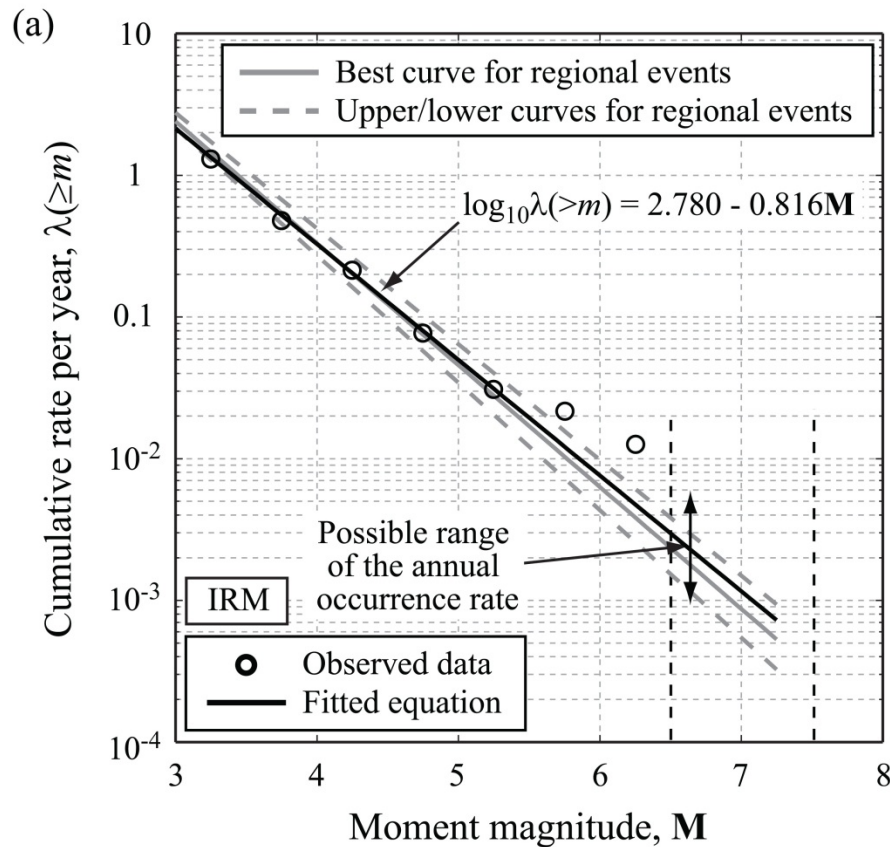 (a)
10
1
0.1
10-2
10-3
10-4
Cumulative rate per year, λ(≥m)
Best curve for regional events
Upper/lower curves for regional events
log10λ(>m) = 2.780 - 0.816M
Possible range
of the annual
occurrence rate
IRM
Observed data
Fitted equation
3 4 5 6 7 8
Moment magnitude, M